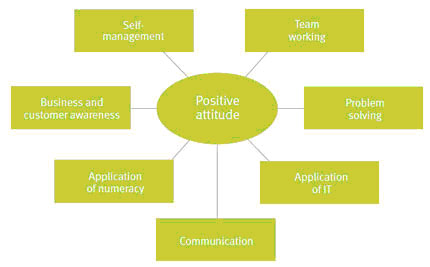 Self-
management
Team
working
Business and
customer awareness
Positive
attitude
Problem
solving
Application
of numeracy
Application
of IT
Communication